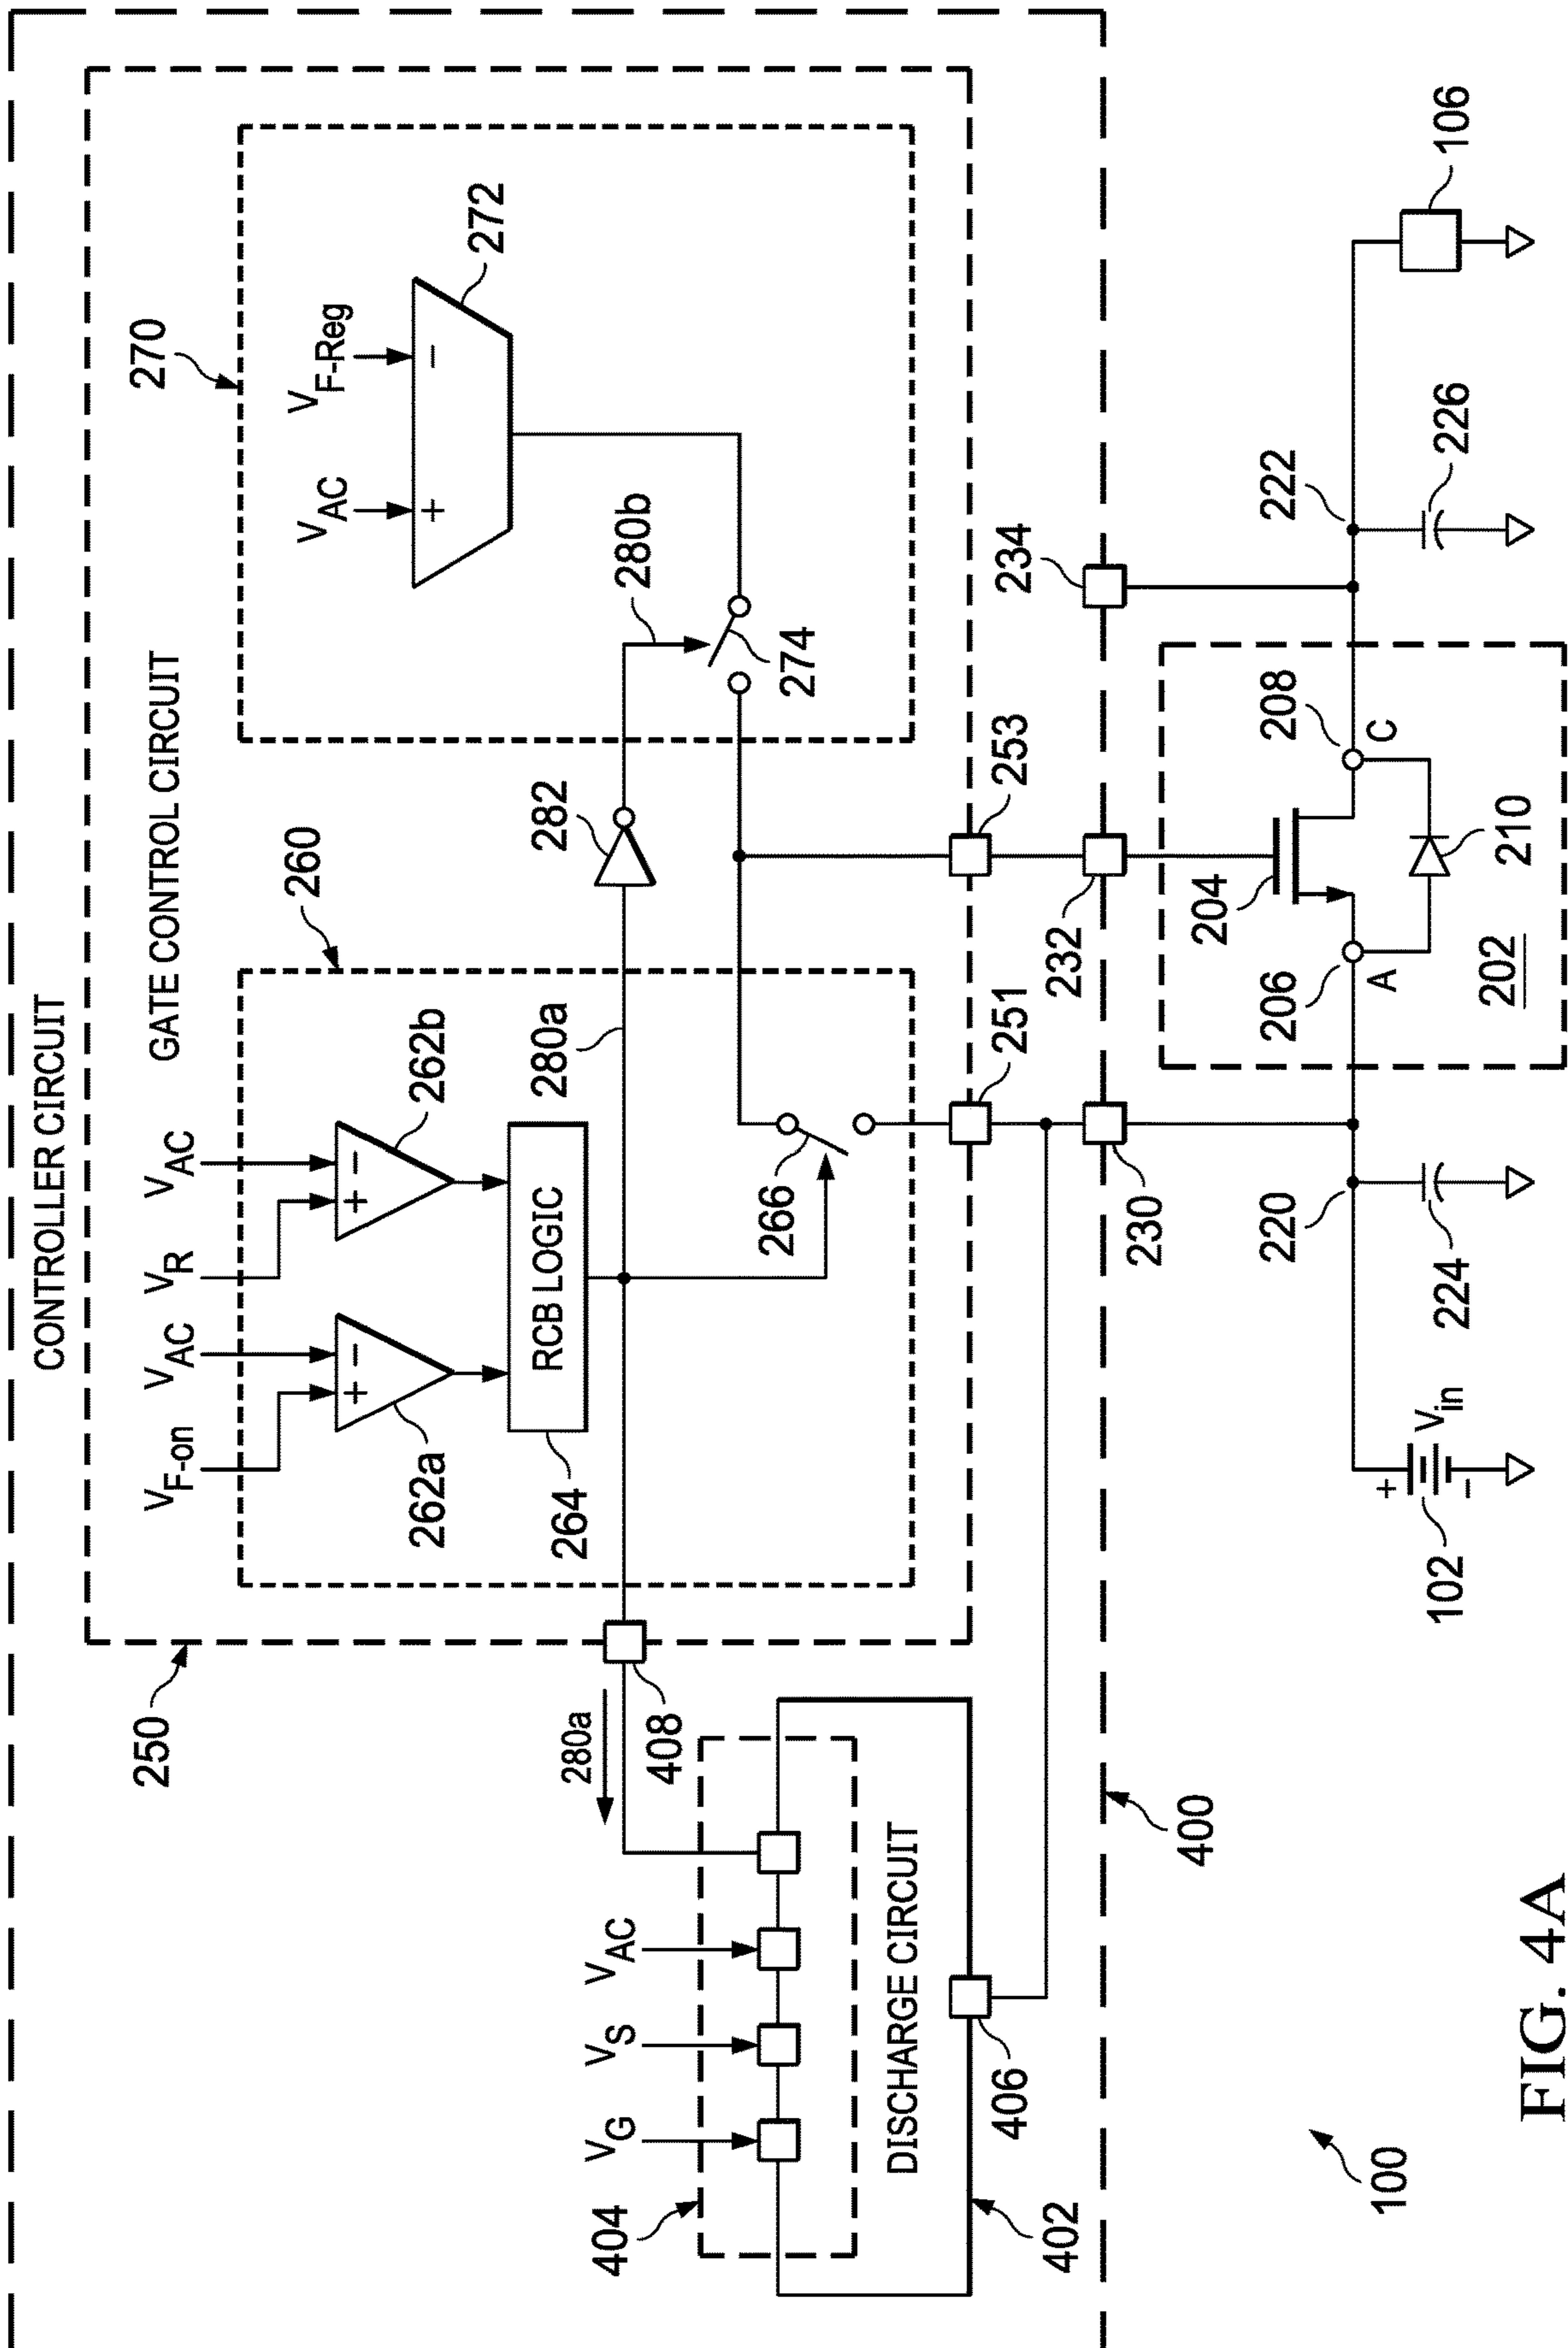 CONTROLLER CIRCUIT
GATE CONTROL CIRCUIT
250
260
270
V_F-on
V_AC
V_R
V_AC
V_AC
V_F-Reg
+
−
+
−
+
−
262a
262b
272
264
RCB LOGIC
280a
282
280b
266
274
408
280a
404
V_G
V_S
V_AC
DISCHARGE CIRCUIT
402
406
251
253
400
230
232
234
204
206
A
208
C
210
202
220
222
102
+
−
V_in
224
226
106
100
FIG. 4A